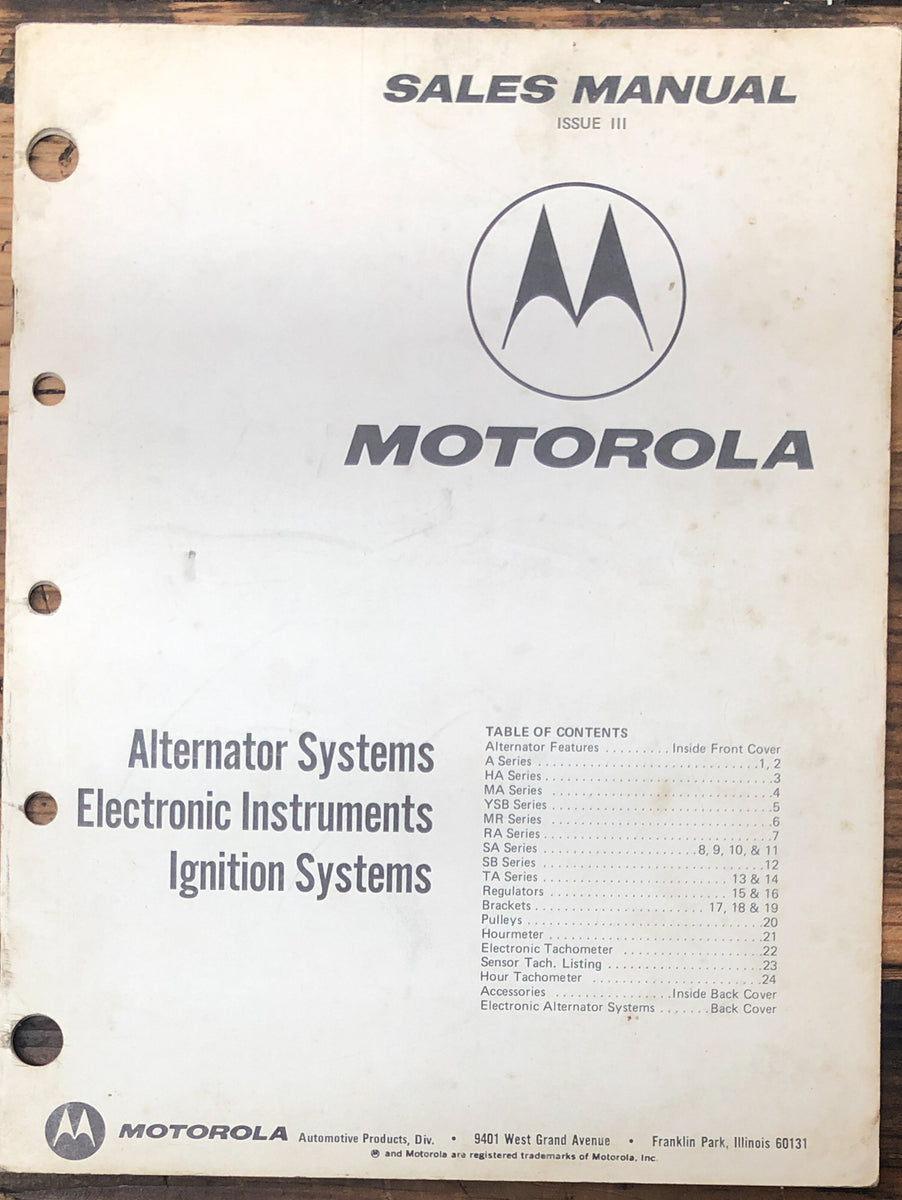 SALES MANUAL
ISSUE III
MOTOROLA
Alternator Systems
Electronic Instruments
Ignition Systems
TABLE OF CONTENTS
Alternator Features ......... Inside Front Cover
A Series ..............................1, 2
HA Series ...............................3
MA Series ..............................4
YSB Series ..............................5
MR Series ..............................6
RA Series ...............................7
SA Series .....................8, 9, 10, & 11
SB Series ..............................12
TA Series ......................... 13 & 14
Regulators ........................ 15 & 16
Brackets ....................... 17, 18 & 19
Pulleys ...............................20
Hourmeter .............................21
Electronic Tachometer ...................22
Sensor Tach. Listing .....................23
Hour Tachometer .......................24
Accessories ...............Inside Back Cover
Electronic Alternator Systems .......Back Cover
MOTOROLA Automotive Products, Div. • 9401 West Grand Avenue • Franklin Park, Illinois 60131
Ⓜ and Motorola are registered trademarks of Motorola, Inc.